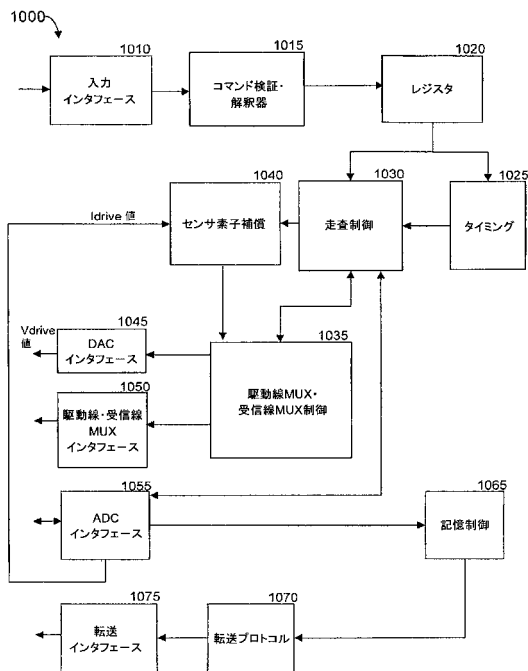 1000
1010
入力
インタフェース
1015
コマンド検証・
解釈器
1020
レジスタ
1025
タイミング
1030
走査制御
1040
センサ素子補償
Idrive 値
1045
DAC
インタフェース
Vdrive
値
1035
駆動線MUX・
受信線MUX制御
1050
駆動線・受信線
MUX
インタフェース
1055
ADC
インタフェース
1065
記憶制御
1070
転送プロトコル
1075
転送
インタフェース